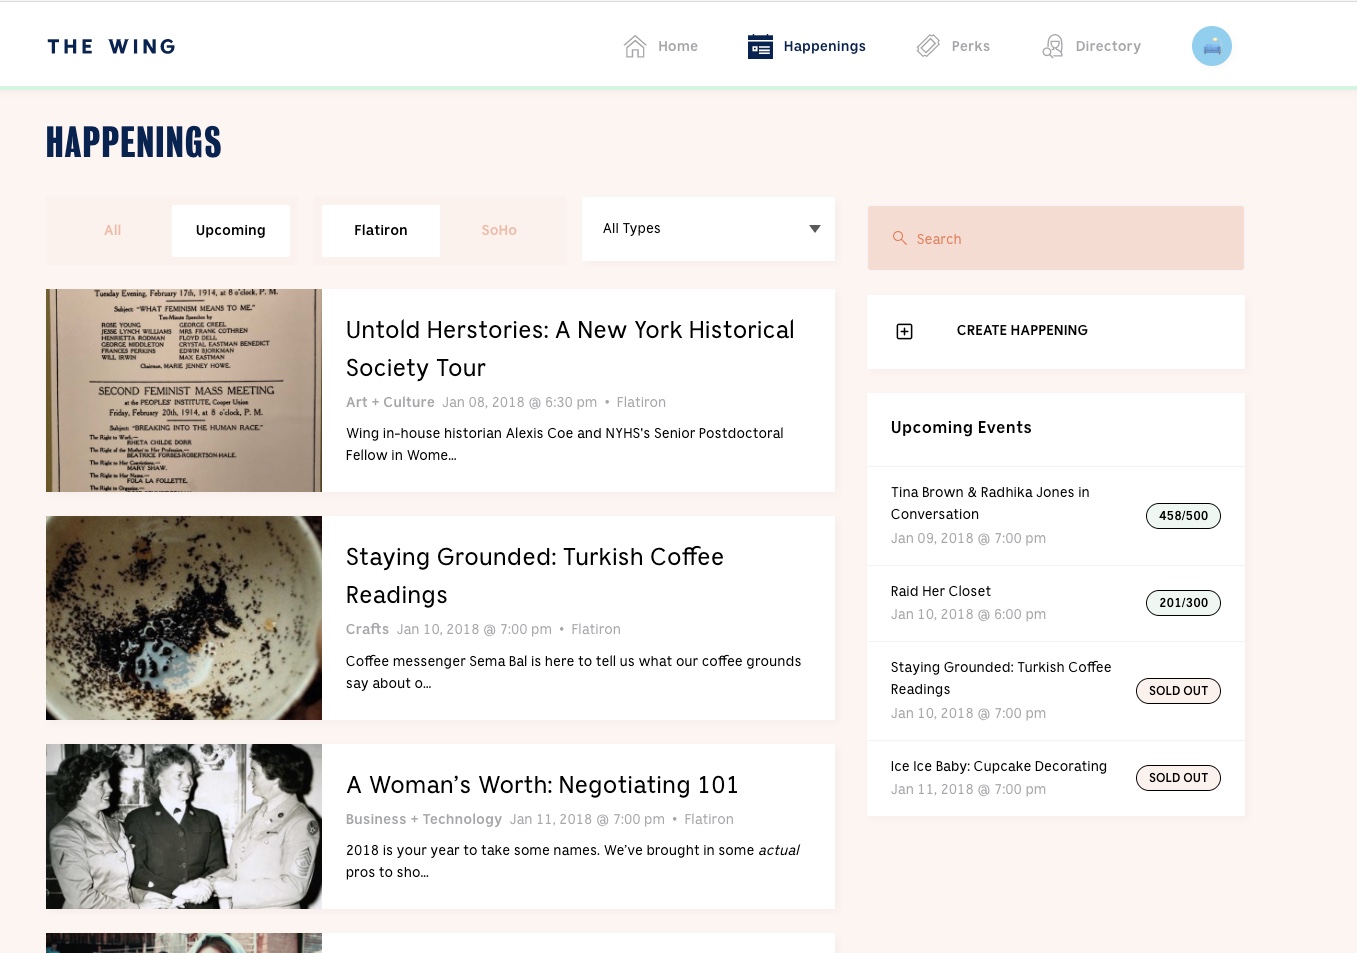 THE WING
Home
Happenings
Perks
Directory
HAPPENINGS
All
Upcoming
Flatiron
SoHo
All Types
Search
Tuesday Evening, February 17th, 1914, at 8 o'clock, P. M.
Subject: "WHAT FEMINISM MEANS TO ME."
Ten-Minute Speeches by
ROSE YOUNG GEORGE CREEL
JESSE LYNCH WILLIAMS MRS. FRANK COTHREN
HENRIETTA RODMAN FLOYD DELL
GEORGE MIDDLETON CRYSTAL EASTMAN BENEDICT
FRANCES PERKINS EDWIN BJORKMAN
WILL IRWIN MAX EASTMAN
Chairman, MARIE JENNEY HOWE.
SECOND FEMINIST MASS MEETING
at the PEOPLES' INSTITUTE, Cooper Union
Friday, February 20th, 1914, at 8 o'clock, P. M.
Subject: "BREAKING INTO THE HUMAN RACE."
The Right to Work.—
RHETA CHILDE DORR
The Right of the Mother to Her Profession.—
BEATRICE FORBES-ROBERTSON-HALE.
The Right to Her Convictions.—
MARY SHAW.
The Right to Her Name.—
FOLA LA FOLLETTE.
The Right to Organize.—
Untold Herstories: A New York Historical
Society Tour
Art + Culture Jan 08, 2018 @ 6:30 pm • Flatiron
Wing in-house historian Alexis Coe and NYHS's Senior Postdoctoral
Fellow in Wome...
Staying Grounded: Turkish Coffee
Readings
Crafts Jan 10, 2018 @ 7:00 pm • Flatiron
Coffee messenger Sema Bal is here to tell us what our coffee grounds
say about o...
A Woman's Worth: Negotiating 101
Business + Technology Jan 11, 2018 @ 7:00 pm • Flatiron
2018 is your year to take some names. We've brought in some actual
pros to sho...
CREATE HAPPENING
Upcoming Events
Tina Brown & Radhika Jones in
Conversation
Jan 09, 2018 @ 7:00 pm
458/500
Raid Her Closet
Jan 10, 2018 @ 6:00 pm
201/300
Staying Grounded: Turkish Coffee
Readings
Jan 10, 2018 @ 7:00 pm
SOLD OUT
Ice Ice Baby: Cupcake Decorating
Jan 11, 2018 @ 7:00 pm
SOLD OUT